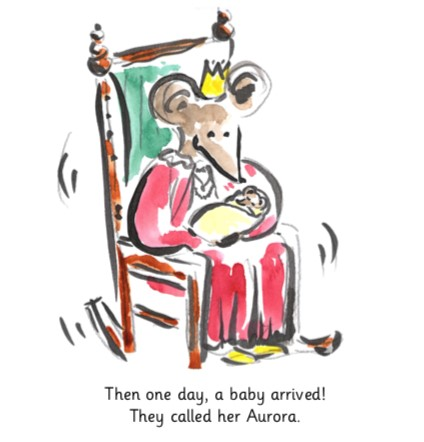 Then one day, a baby arrived!
They called her Aurora.